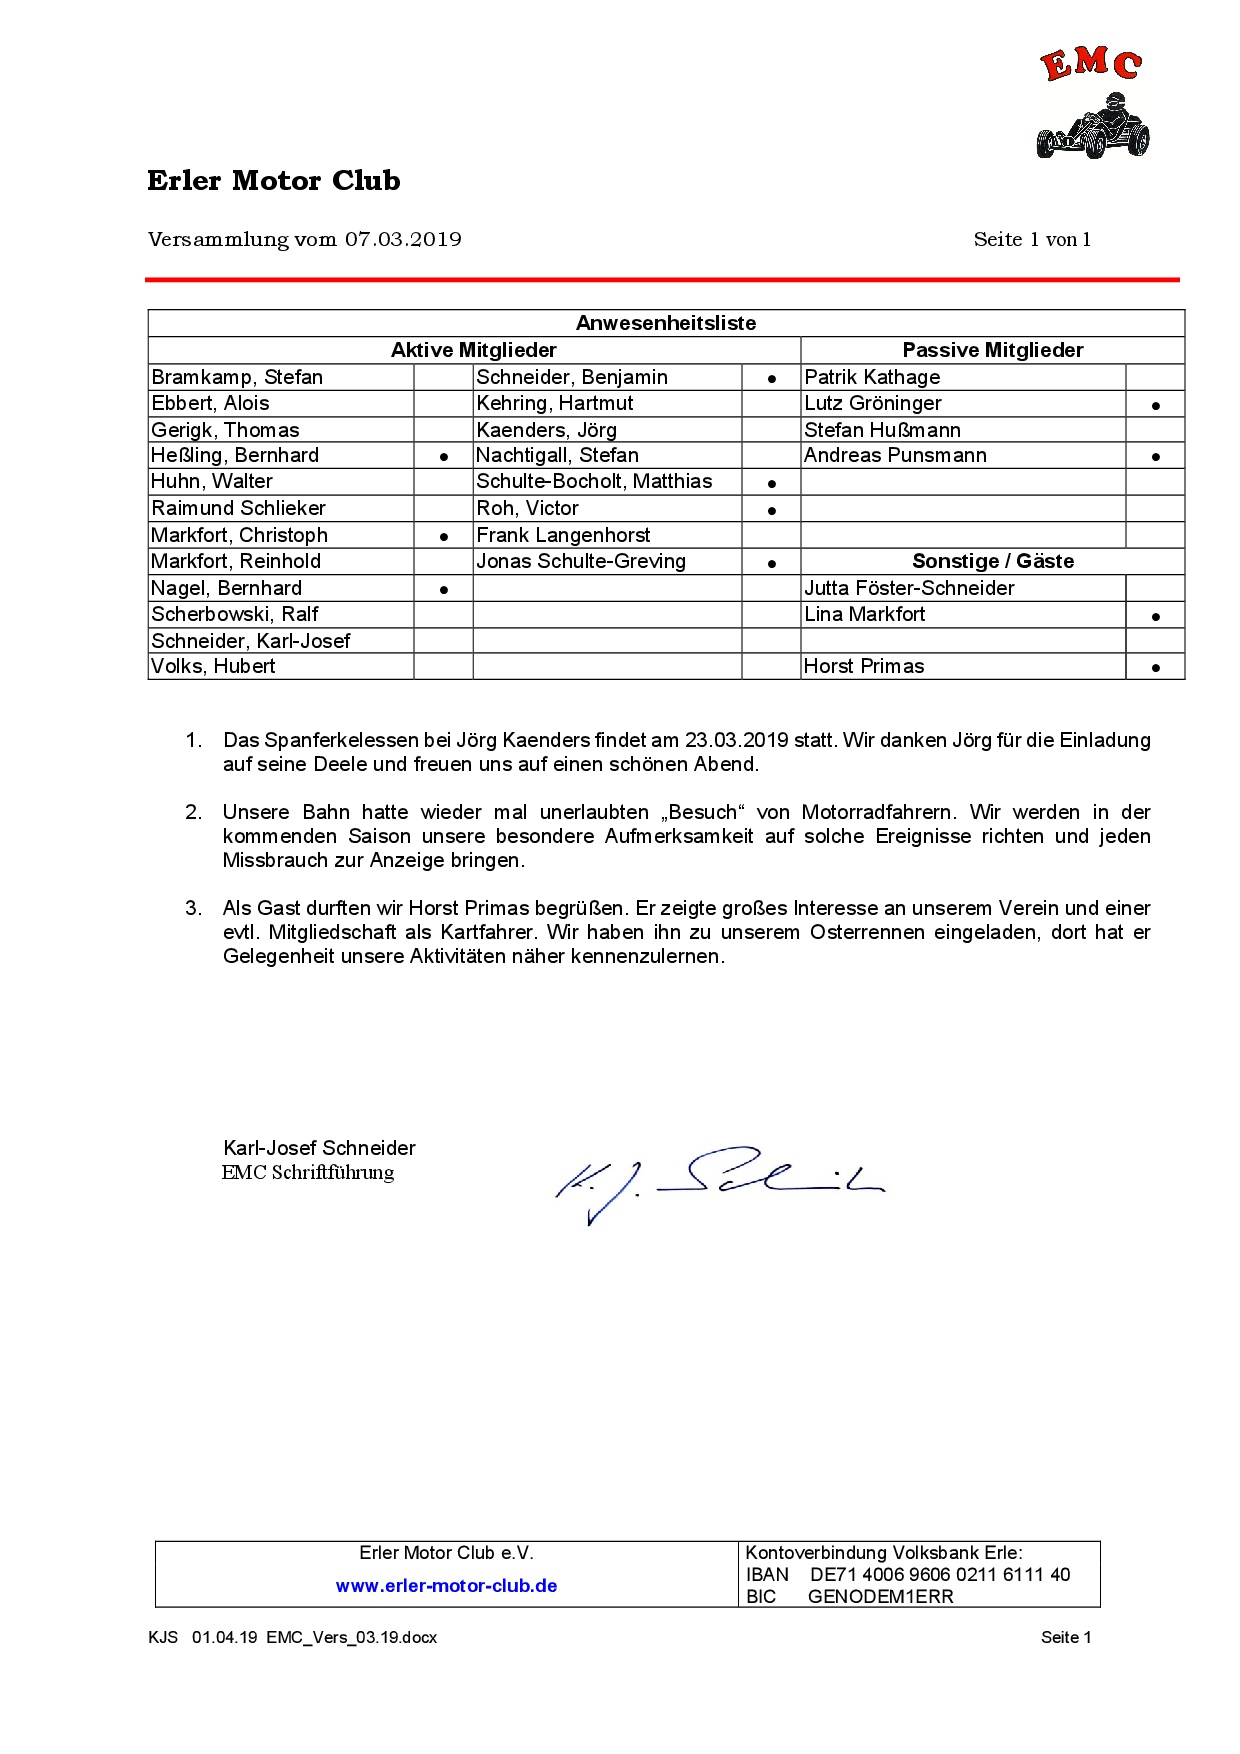 EMC
Erler Motor Club
Versammlung vom 07.03.2019 Seite 1 von 1
Anwesenheitsliste
Aktive Mitglieder Passive Mitglieder
Bramkamp, Stefan Schneider, Benjamin ● Patrik Kathage
Ebbert, Alois Kehring, Hartmut Lutz Gröninger ●
Gerigk, Thomas Kaenders, Jörg Stefan Hußmann
Heßling, Bernhard ● Nachtigall, Stefan Andreas Punsmann ●
Huhn, Walter Schulte-Bocholt, Matthias ●
Raimund Schlieker Roh, Victor ●
Markfort, Christoph ● Frank Langenhorst
Markfort, Reinhold Jonas Schulte-Greving ● Sonstige / Gäste
Nagel, Bernhard ● Jutta Föster-Schneider
Scherbowski, Ralf Lina Markfort ●
Schneider, Karl-Josef
Volks, Hubert Horst Primas ●
1. Das Spanferkelessen bei Jörg Kaenders findet am 23.03.2019 statt. Wir danken Jörg für die Einladung
auf seine Deele und freuen uns auf einen schönen Abend.
2. Unsere Bahn hatte wieder mal unerlaubten „Besuch“ von Motorradfahrern. Wir werden in der
kommenden Saison unsere besondere Aufmerksamkeit auf solche Ereignisse richten und jeden
Missbrauch zur Anzeige bringen.
3. Als Gast durften wir Horst Primas begrüßen. Er zeigte großes Interesse an unserem Verein und einer
evtl. Mitgliedschaft als Kartfahrer. Wir haben ihn zu unserem Osterrennen eingeladen, dort hat er
Gelegenheit unsere Aktivitäten näher kennenzulernen.
Karl-Josef Schneider
EMC Schriftführung
K. J. Schneider
Erler Motor Club e.V. Kontoverbindung Volksbank Erle:
www.erler-motor-club.de IBAN DE71 4006 9606 0211 6111 40
BIC GENODEM1ERR
KJS 01.04.19 EMC_Vers_03.19.docx Seite 1